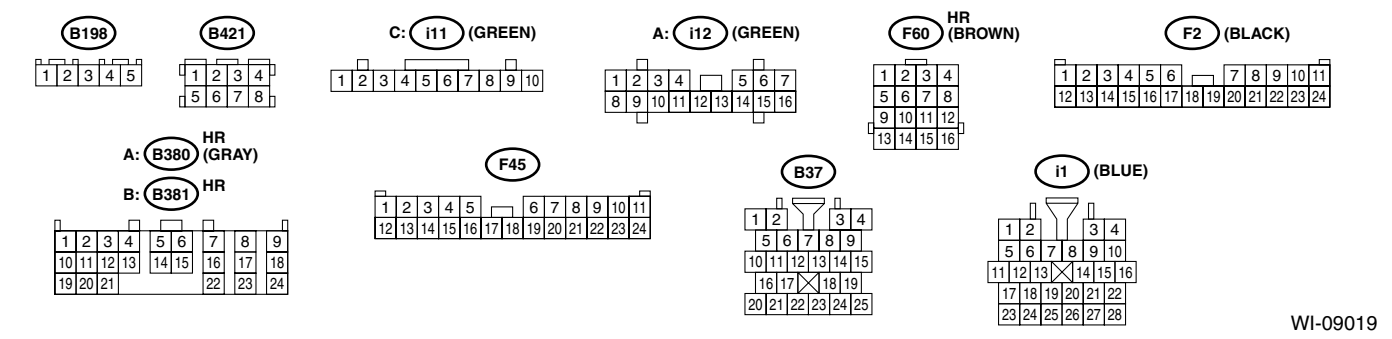 B198
1 2 3 4 5
B421
1 2 3 4
5 6 7 8
C: i11 (GREEN)
1 2 3 4 5 6 7 8 9 10
A: i12 (GREEN)
1 2 3 4 5 6 7
8 9 10 11 12 13 14 15 16
F60 HR (BROWN)
1 2 3 4
5 6 7 8
9 10 11 12
13 14 15 16
F2 (BLACK)
1 2 3 4 5 6 7 8 9 10 11
12 13 14 15 16 17 18 19 20 21 22 23 24
A: B380 HR (GRAY)
B: B381 HR
1 2 3 4 5 6 7 8 9
10 11 12 13 14 15 16 17 18
19 20 21 22 23 24
F45
1 2 3 4 5 6 7 8 9 10 11
12 13 14 15 16 17 18 19 20 21 22 23 24
B37
1 2 3 4
5 6 7 8 9
10 11 12 13 14 15
16 17 18 19
20 21 22 23 24 25
i1 (BLUE)
1 2 3 4
5 6 7 8 9 10
11 12 13 14 15 16
17 18 19 20 21 22
23 24 25 26 27 28
WI-09019